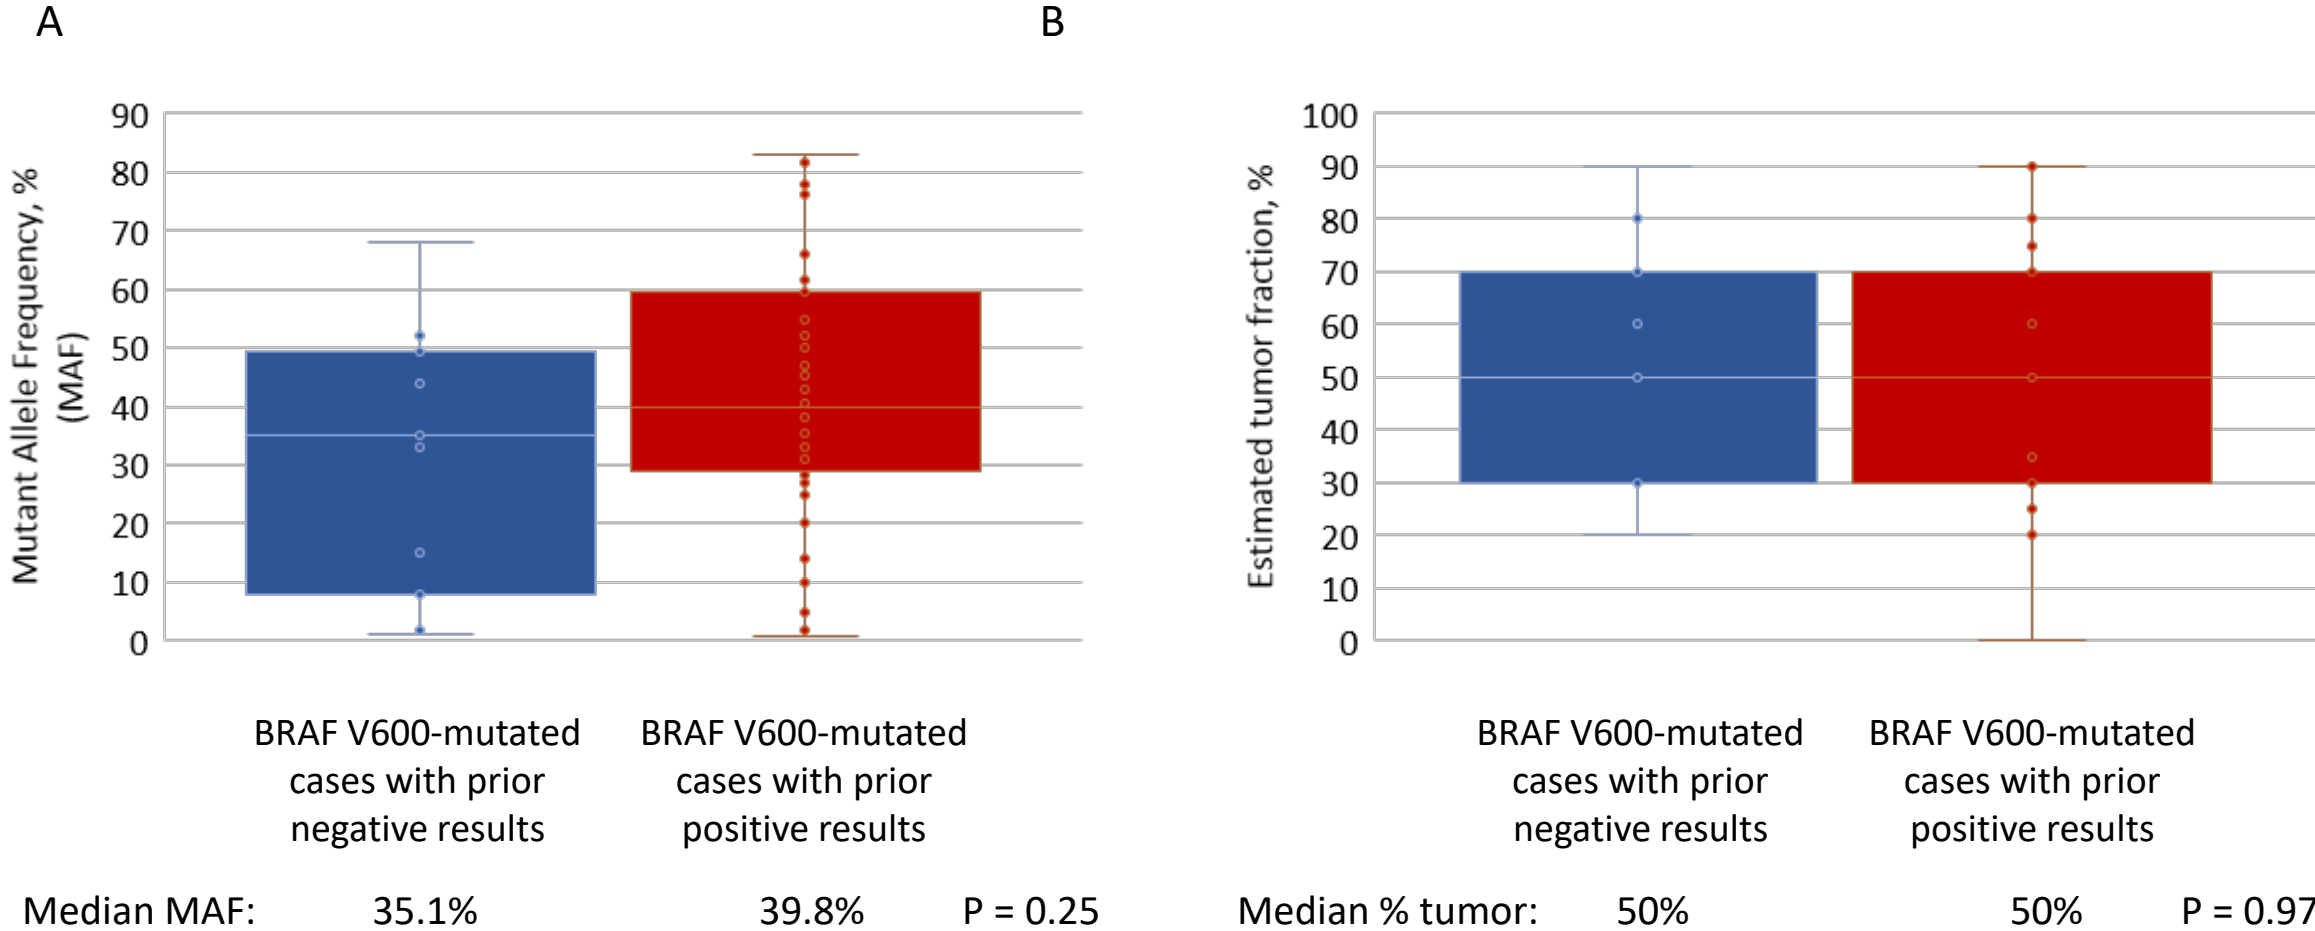 A
B
Mutant Allele Frequency, %
(MAF)
90
80
70
60
50
40
30
20
10
0
BRAF V600-mutated
cases with prior
negative results
BRAF V600-mutated
cases with prior
positive results
Median MAF: 35.1% 39.8% P = 0.25
Estimated tumor fraction, %
100
90
80
70
60
50
40
30
20
10
0
BRAF V600-mutated
cases with prior
negative results
BRAF V600-mutated
cases with prior
positive results
Median % tumor: 50% 50% P = 0.97